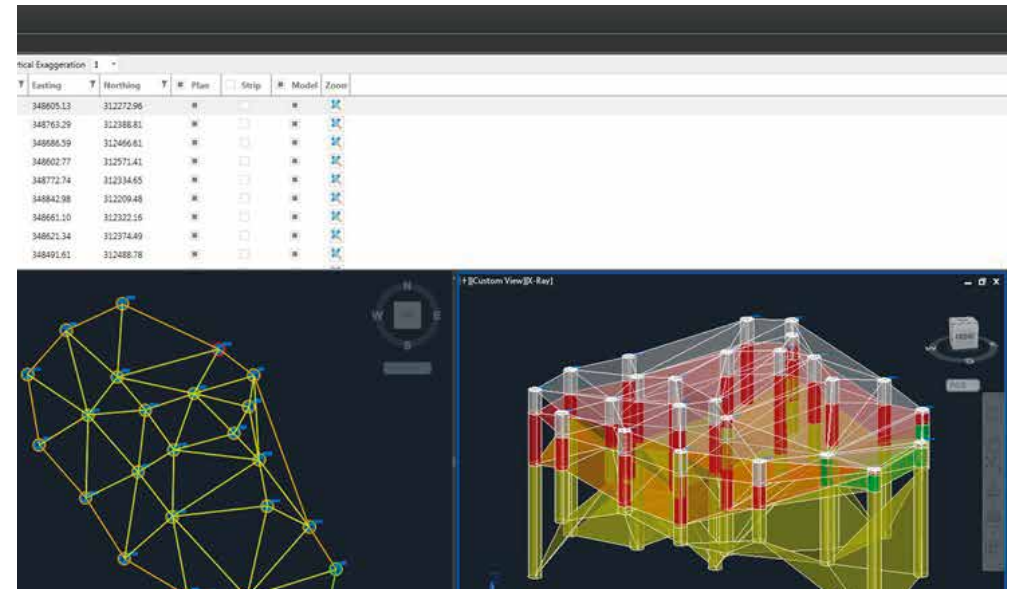 tical Exaggeration 1
Easting Northing Plan Strip Model Zoom
348605.13 312272.96
348763.29 312388.81
348686.59 312466.61
348602.77 312571.41
348772.74 312334.65
348842.98 312209.48
348661.10 312322.16
348621.34 312374.49
348491.61 312488.78
N
W E
S
[+][Custom View][X-Ray]